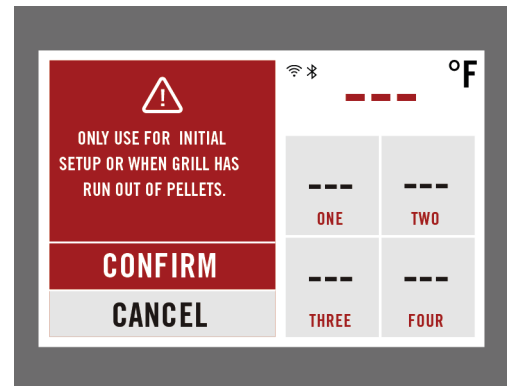 ONLY USE FOR INITIAL
SETUP OR WHEN GRILL HAS
RUN OUT OF PELLETS.
CONFIRM
CANCEL
--- °F
--- ---
ONE TWO
--- ---
THREE FOUR